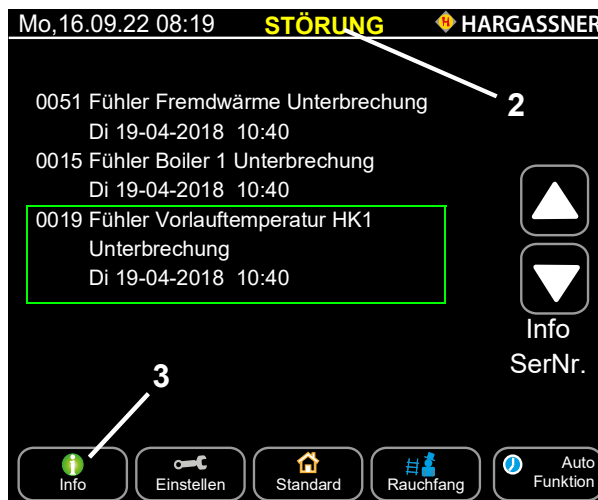 Mo,16.09.22 08:19 STÖRUNG HARGASSNER
2
0051 Fühler Fremdwärme Unterbrechung
Di 19-04-2018 10:40
0015 Fühler Boiler 1 Unterbrechung
Di 19-04-2018 10:40
0019 Fühler Vorlauftemperatur HK1
Unterbrechung
Di 19-04-2018 10:40
Info
SerNr.
3
Info
Einstellen
Standard
Rauchfang
Auto
Funktion